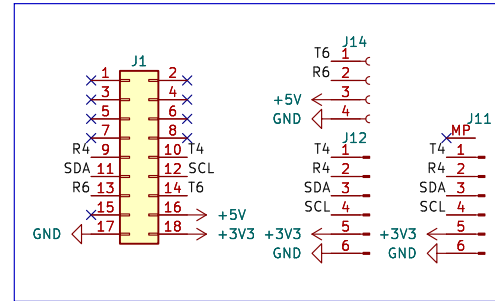 J1
1 2
3 4
5 6
7 8
R4 9 10 T4
SDA 11 12 SCL
R6 13 14 T6
15 16 +5V
GND 17 18 +3V3
J14
T6 1
R6 2
+5V 3
GND 4
J12
T4 1
R4 2
SDA 3
SCL 4
+3V3 5
GND 6
J11
MP
T4 1
R4 2
SDA 3
SCL 4
+3V3 5
GND 6